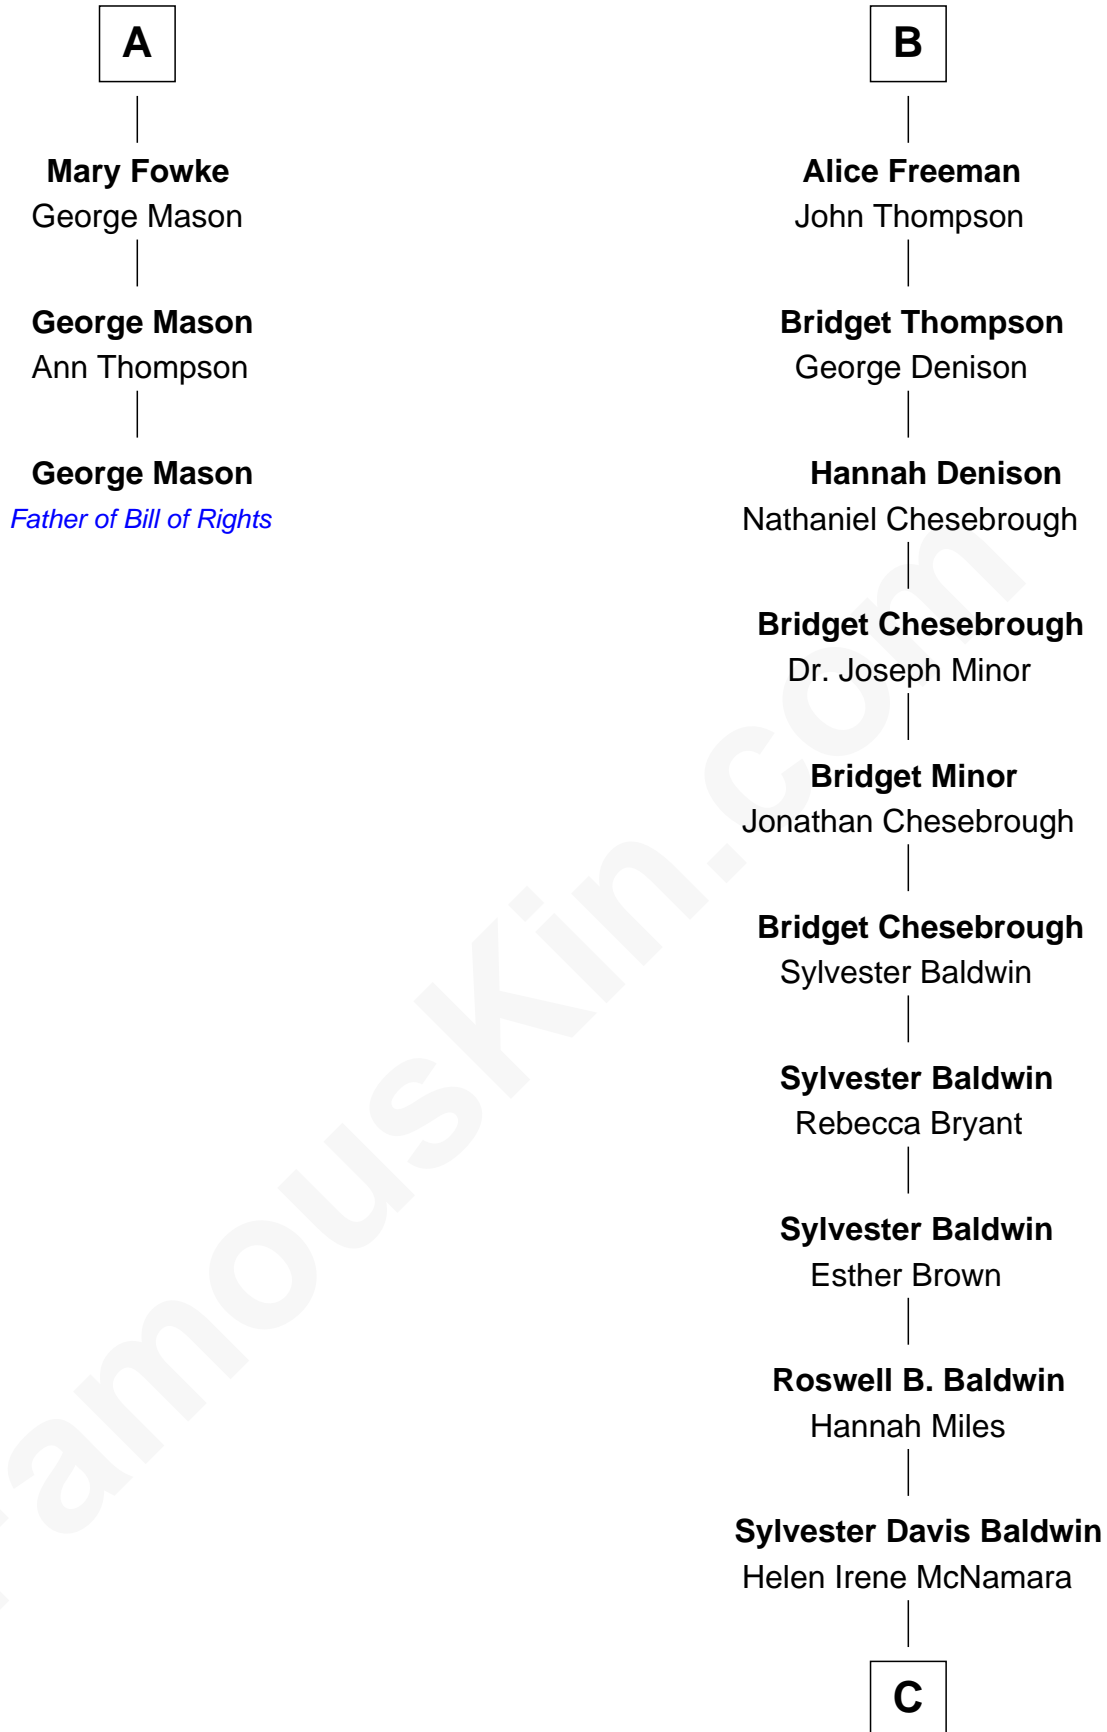 A
Mary Fowke
George Mason
George Mason
Ann Thompson
George Mason
Father of Bill of Rights
B
Alice Freeman
John Thompson
Bridget Thompson
George Denison
Hannah Denison
Nathaniel Chesebrough
Bridget Chesebrough
Dr. Joseph Minor
Bridget Minor
Jonathan Chesebrough
Bridget Chesebrough
Sylvester Baldwin
Sylvester Baldwin
Rebecca Bryant
Sylvester Baldwin
Esther Brown
Roswell B. Baldwin
Hannah Miles
Sylvester Davis Baldwin
Helen Irene McNamara
C
FamousKin.com